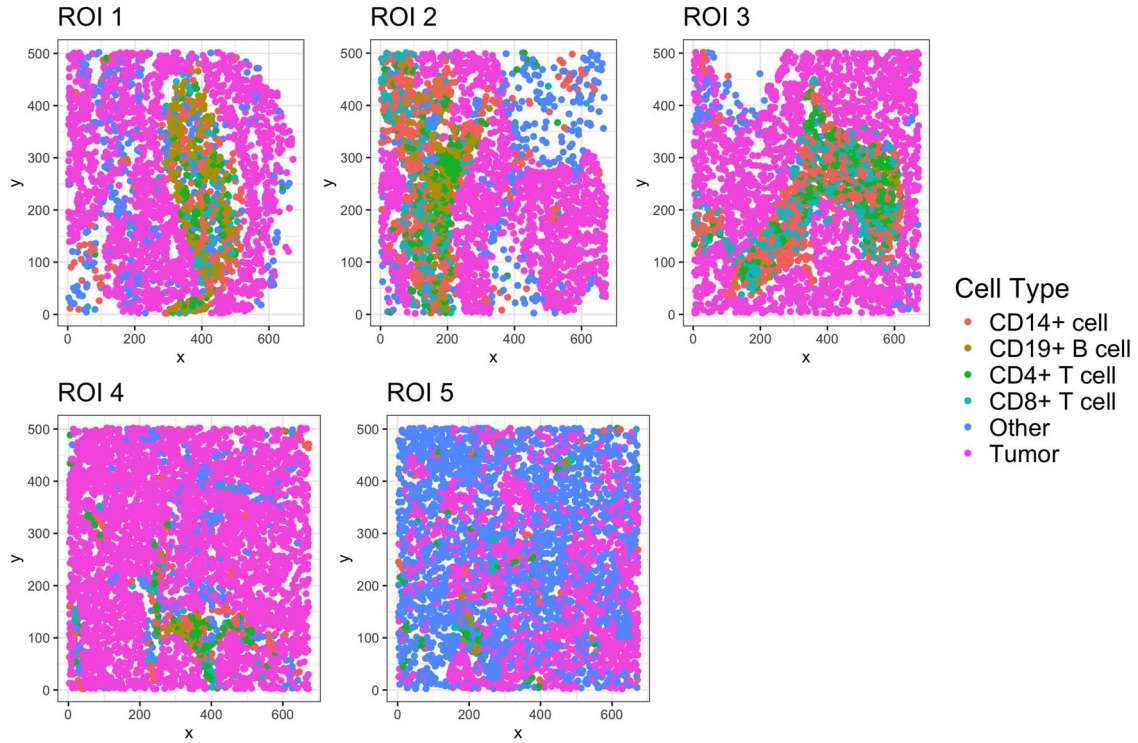 ROI 1
ROI 2
ROI 3
500
400
300
200
100
0
y
0
200
400
600
x
500
400
300
200
100
0
y
0
200
400
600
x
500
400
300
200
100
0
y
0
200
400
600
x
Cell Type
CD14+ cell
CD19+ B cell
CD4+ T cell
CD8+ T cell
Other
Tumor
ROI 4
ROI 5
500
400
300
200
100
0
y
0
200
400
600
x
500
400
300
200
100
0
y
0
200
400
600
x